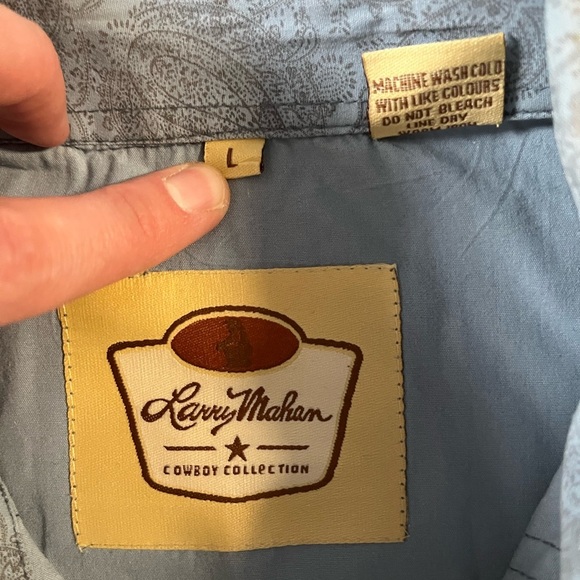 MACHINE WASH COLD
WITH LIKE COLOURS
DO NOT BLEACH
LINE DRY
L
Larry Mahan
COWBOY COLLECTION